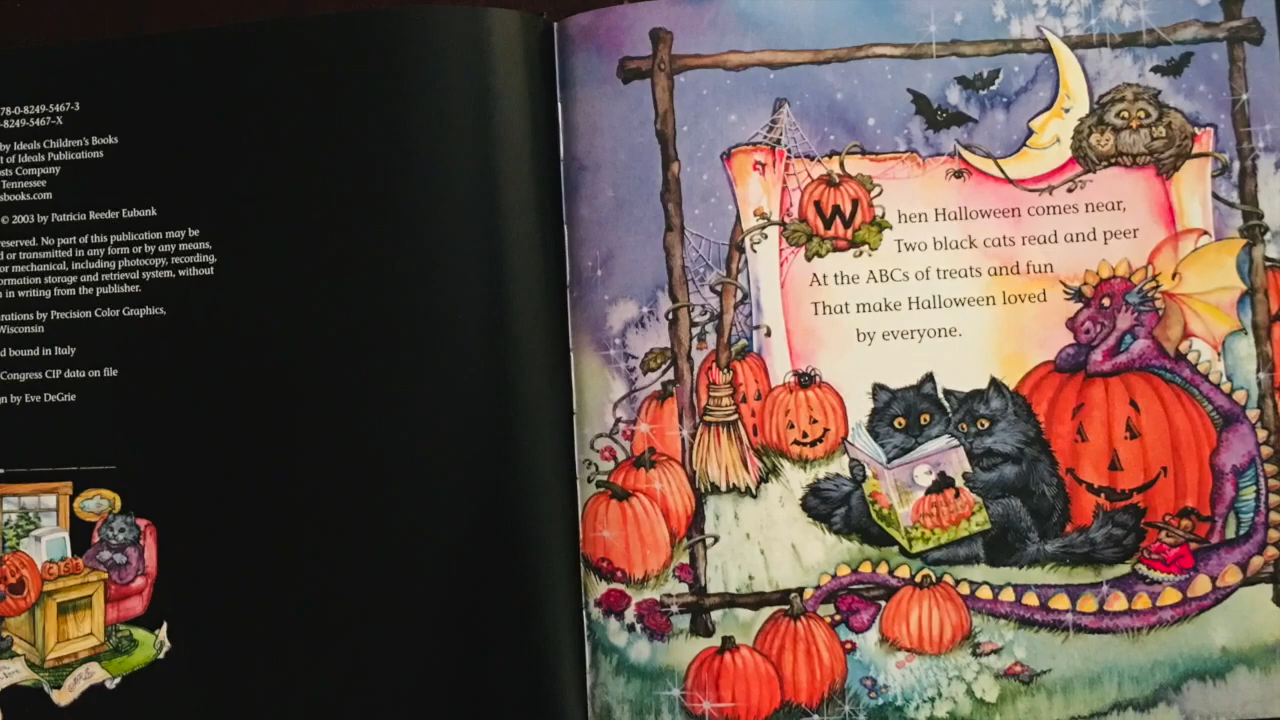 78-0-8249-5467-3
-8249-5467-X
by Ideals Children's Books
t of Ideals Publications
osts Company
Tennessee
sbooks.com
© 2003 by Patricia Reeder Eubank
reserved. No part of this publication may be
d or transmitted in any form or by any means,
or mechanical, including photocopy, recording,
ormation storage and retrieval system, without
n in writing from the publisher.
rations by Precision Color Graphics,
Wisconsin
d bound in Italy
Congress CIP data on file
gn by Eve DeGrie
When Halloween comes near,
Two black cats read and peer
At the ABCs of treats and fun
That make Halloween loved
by everyone.